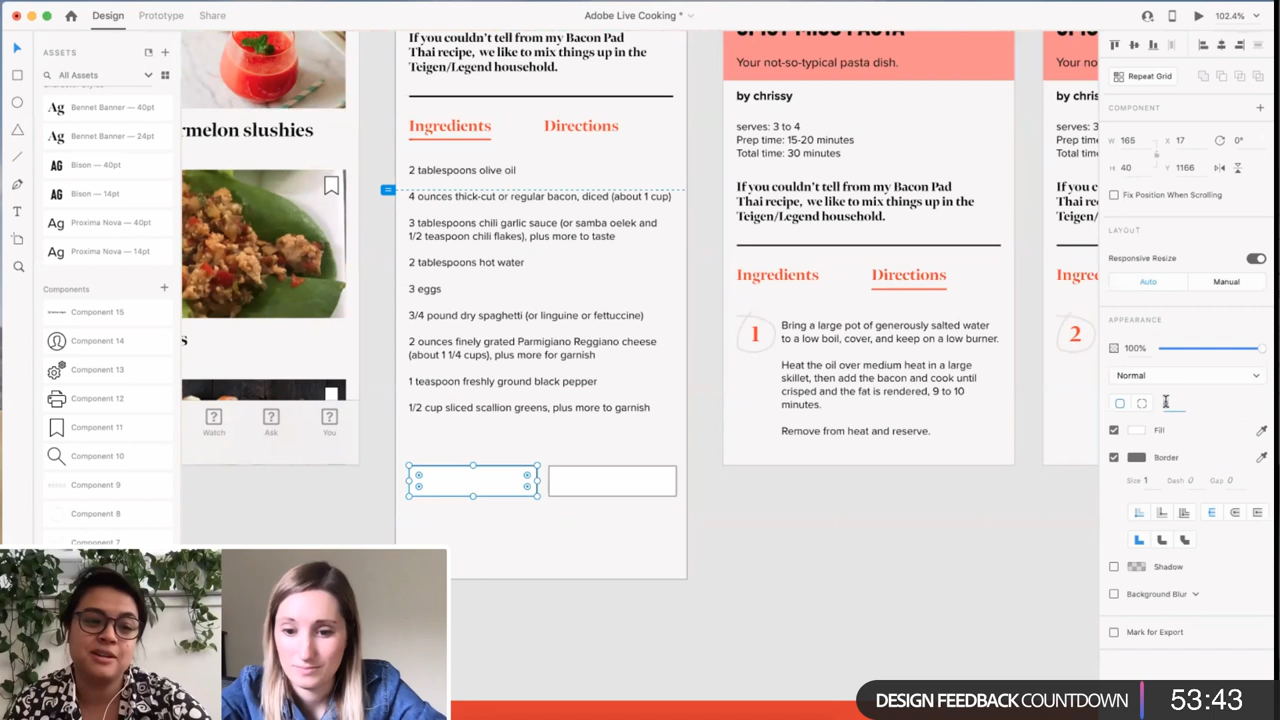 Design
Prototype
Share
Adobe Live Cooking *
102.4%
ASSETS
All Assets
Ag Bennet Banner — 40pt
Ag Bennet Banner — 24pt
AG Bison — 40pt
AG Bison — 14pt
Ag Proxima Nova — 40pt
Ag Proxima Nova — 14pt
Components
Component 15
Component 14
Component 13
Component 12
Component 11
Component 10
Component 9
Component 8
Component 7
rmelon slushies
s
Watch
Ask
You
If you couldn't tell from my Bacon Pad
Thai recipe, we like to mix things up in the
Teigen/Legend household.
Ingredients
Directions
2 tablespoons olive oil
4 ounces thick-cut or regular bacon, diced (about 1 cup)
3 tablespoons chili garlic sauce (or samba oelek and
1/2 teaspoon chili flakes), plus more to taste
2 tablespoons hot water
3 eggs
3/4 pound dry spaghetti (or linguine or fettuccine)
2 ounces finely grated Parmigiano Reggiano cheese
(about 1 1/4 cups), plus more for garnish
1 teaspoon freshly ground black pepper
1/2 cup sliced scallion greens, plus more to garnish
SPICY MISO PASTA
Your not-so-typical pasta dish.
by chrissy
serves: 3 to 4
Prep time: 15-20 minutes
Total time: 30 minutes
If you couldn't tell from my Bacon Pad
Thai recipe, we like to mix things up in the
Teigen/Legend household.
Ingredients
Directions
1
Bring a large pot of generously salted water
to a low boil, cover, and keep on a low burner.
Heat the oil over medium heat in a large
skillet, then add the bacon and cook until
crisped and the fat is rendered, 9 to 10
minutes.
Remove from heat and reserve.
Your no
by chris
serves: 3
Prep time
Total time
If you co
Thai rec
Teigen/
Ingre
2
Repeat Grid
COMPONENT
W 165
X 17
0°
H 40
Y 1166
Fix Position When Scrolling
LAYOUT
Responsive Resize
Auto
Manual
APPEARANCE
100%
Normal
Fill
Border
Size 1
Dash 0
Gap 0
Shadow
Background Blur
Mark for Export
DESIGN FEEDBACK COUNTDOWN
53:43